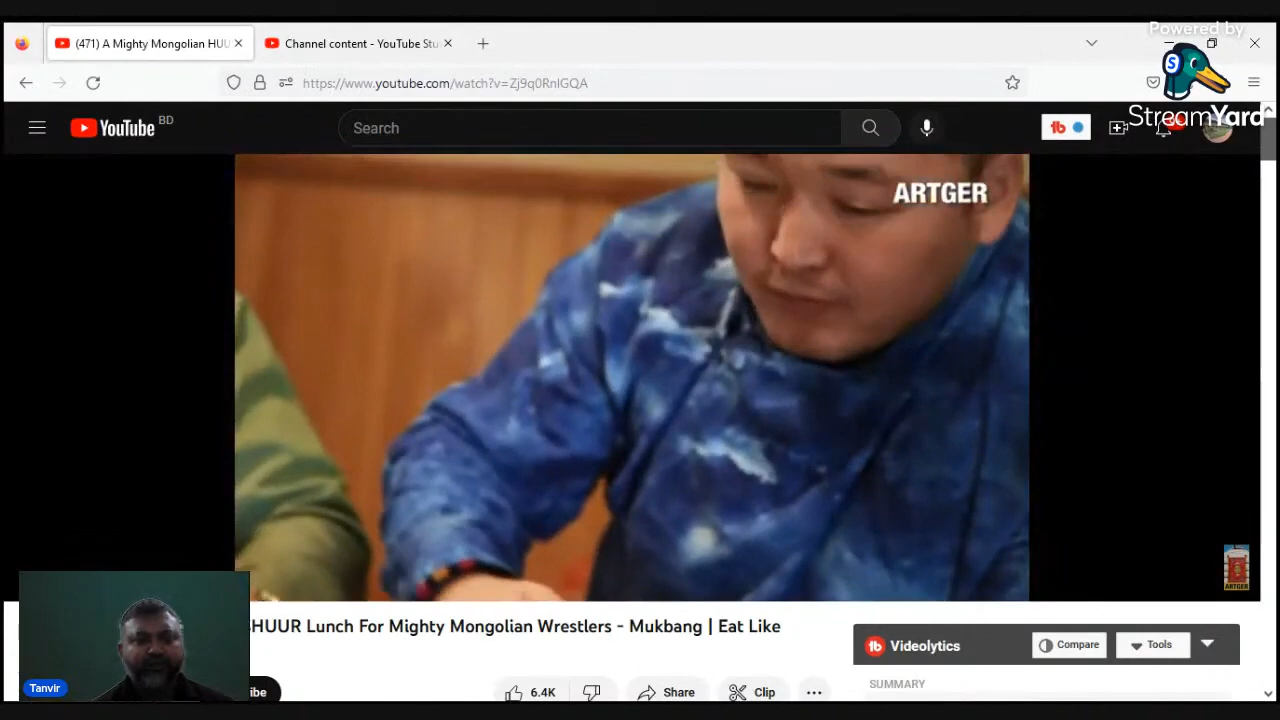 Powered by
StreamYard
(471) A Mighty Mongolian HUU
Channel content - YouTube Stu
https://www.youtube.com/watch?v=Zj9q0RnlGQA
YouTube BD
Search
ARTGER
ARTGER
HUUR Lunch For Mighty Mongolian Wrestlers - Mukbang | Eat Like
Videolytics
Compare
Tools
SUMMARY
Tanvir
ibe
6.4K
Share
Clip